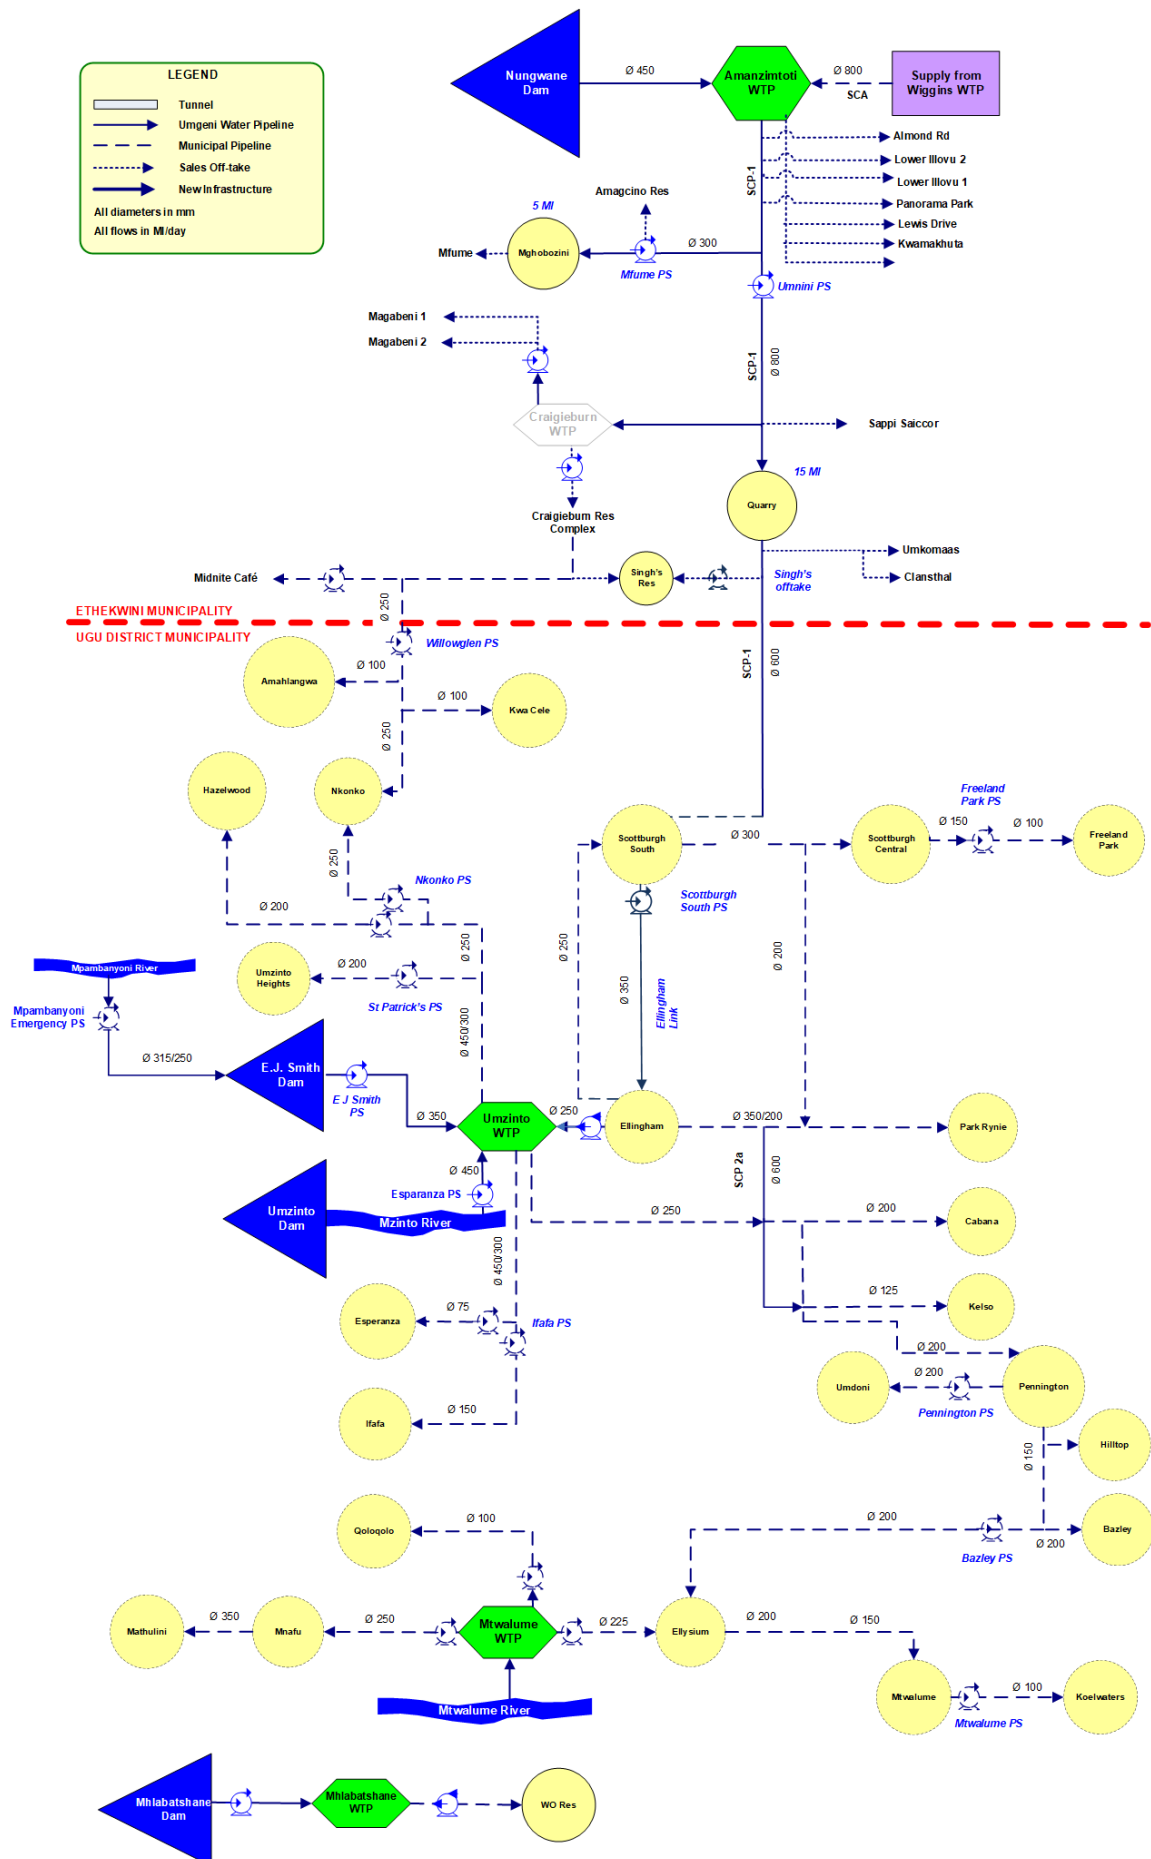 LEGEND
Tunnel
Umgeni Water Pipeline
Municipal Pipeline
Sales Off-take
New Infrastructure
All diameters in mm
All flows in Ml/day
Nungwane
Dam
Ø 450
Amanzimtoti
WTP
Ø 800
SCA
Supply from
Wiggins WTP
Almond Rd
Lower Illovu 2
Lower Illovu 1
Panorama Park
Lewis Drive
Kwamakhuta
SCP-1
Amagcino Res
5 Ml
Mfume
Mghobozini
Ø 300
Mfume PS
Umnini PS
Magabeni 1
Magabeni 2
SCP-1
Ø 800
Craigieburn
WTP
Sappi Saiccor
15 Ml
Quarry
Craigieburn Res
Complex
Umkomaas
Clansthal
Midnite Café
Singh's
Res
Singh's
offtake
Ø 250
ETHEKWINI MUNICIPALITY
UGU DISTRICT MUNICIPALITY
Willowglen PS
SCP-1
Ø 600
Amahlangwa
Ø 100
Ø 100
Kwa Cele
Ø 250
Hazelwood
Nkonko
Freeland
Park PS
Scottburgh
South
Ø 300
Scottburgh
Central
Ø 150
Ø 100
Freeland
Park
Ø 250
Nkonko PS
Scottburgh
South PS
Ø 200
Ø 250
Ø 250
Ø 350
Ø 200
Ellingham
Link
Mpambanyoni River
Umzinto
Heights
Ø 200
St Patrick's PS
Mpambanyoni
Emergency PS
Ø 450/300
Ø 315/250
E.J. Smith
Dam
E J Smith
PS
Ø 350
Umzinto
WTP
Ø 250
Ellingham
Ø 350/200
Park Rynie
SCP 2a
Ø 600
Ø 450
Esparanza PS
Umzinto
Dam
Mzinto River
Ø 250
Ø 200
Cabana
Ø 450/300
Esperanza
Ø 75
Ifafa PS
Ø 125
Kelso
Ø 200
Ø 200
Umdoni
Pennington
Pennington PS
Ifafa
Ø 150
Ø 150
Hilltop
Qoloqolo
Ø 100
Ø 200
Ø 200
Bazley
Bazley PS
Mathulini
Ø 350
Mnafu
Ø 250
Mtwalume
WTP
Ø 225
Ellysium
Ø 200
Ø 150
Mtwalume River
Mtwalume
Ø 100
Koelwaters
Mtwalume PS
Mhlabatshane
Dam
Mhlabatshane
WTP
WO Res